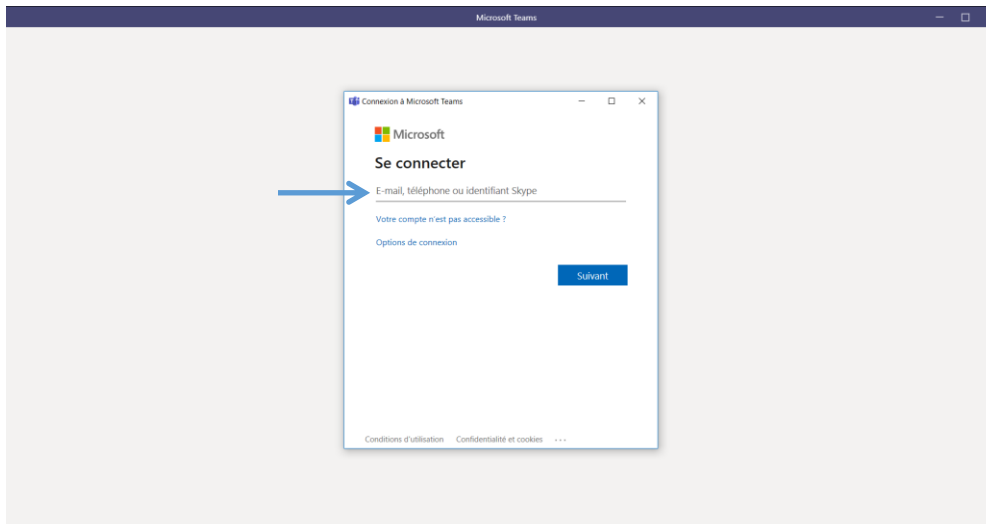 Microsoft Teams
Connexion à Microsoft Teams
Microsoft
Se connecter
E-mail, téléphone ou identifiant Skype
Votre compte n'est pas accessible ?
Options de connexion
Suivant
Conditions d'utilisation Confidentialité et cookies ...